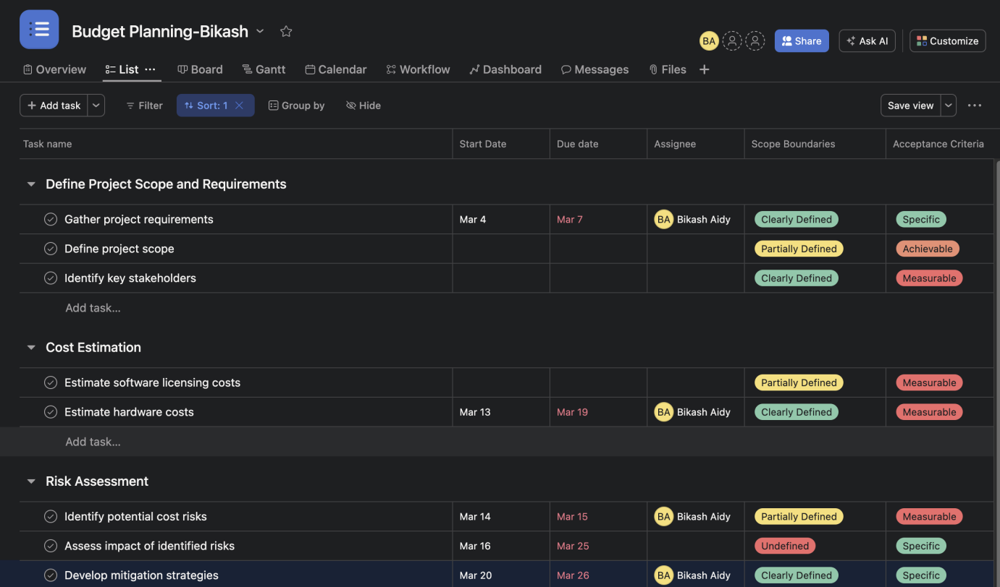 Budget Planning-Bikash
BA
Share
Ask AI
Customize
Overview
List
Board
Gantt
Calendar
Workflow
Dashboard
Messages
Files
Add task
Filter
Sort: 1
Group by
Hide
Save view
Task name Start Date Due date Assignee Scope Boundaries Acceptance Criteria
Define Project Scope and Requirements
Gather project requirements Mar 4 Mar 7 BA Bikash Aidy Clearly Defined Specific
Define project scope Partially Defined Achievable
Identify key stakeholders Clearly Defined Measurable
Add task...
Cost Estimation
Estimate software licensing costs Partially Defined Measurable
Estimate hardware costs Mar 13 Mar 19 BA Bikash Aidy Clearly Defined Measurable
Add task...
Risk Assessment
Identify potential cost risks Mar 14 Mar 15 BA Bikash Aidy Partially Defined Measurable
Assess impact of identified risks Mar 16 Mar 25 Undefined Specific
Develop mitigation strategies Mar 20 Mar 26 BA Bikash Aidy Clearly Defined Specific